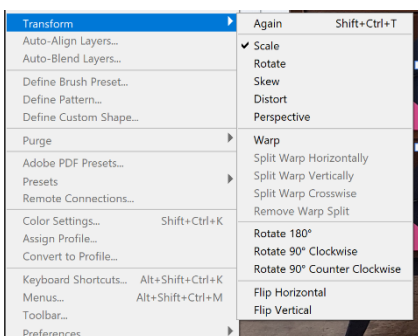 Transform
Auto-Align Layers...
Auto-Blend Layers...
Define Brush Preset...
Define Pattern...
Define Custom Shape...
Purge
Adobe PDF Presets...
Presets
Remote Connections...
Color Settings... Shift+Ctrl+K
Assign Profile...
Convert to Profile...
Keyboard Shortcuts... Alt+Shift+Ctrl+K
Menus... Alt+Shift+Ctrl+M
Toolbar...
Preferences
Again Shift+Ctrl+T
Scale
Rotate
Skew
Distort
Perspective
Warp
Split Warp Horizontally
Split Warp Vertically
Split Warp Crosswise
Remove Warp Split
Rotate 180°
Rotate 90° Clockwise
Rotate 90° Counter Clockwise
Flip Horizontal
Flip Vertical